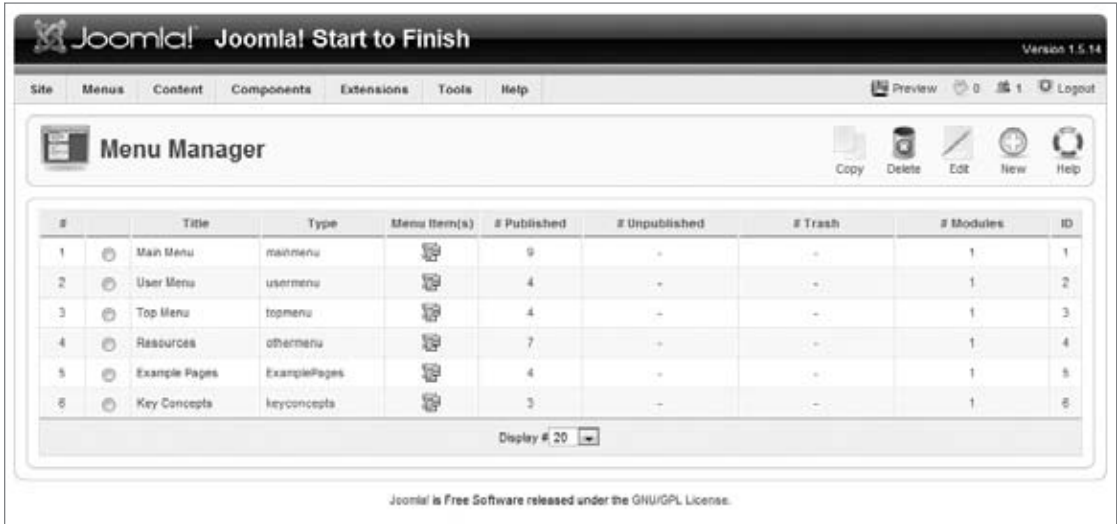 Joomla! Joomla! Start to Finish
Version 1.5.14
Site Menus Content Components Extensions Tools Help Preview 0 1 Logout
Menu Manager
Copy Delete Edit New Help
# Title Type Menu Item(s) # Published # Unpublished # Trash # Modules ID
1 Main Menu mainmenu 9 - - 1 1
2 User Menu usermenu 4 - - 1 2
3 Top Menu topmenu 4 - - 1 3
4 Resources othermenu 7 - - 1 4
5 Example Pages ExamplePages 4 - - 1 5
6 Key Concepts keyconcepts 3 - - 1 6
Display # 20
Joomla! is Free Software released under the GNU/GPL License.